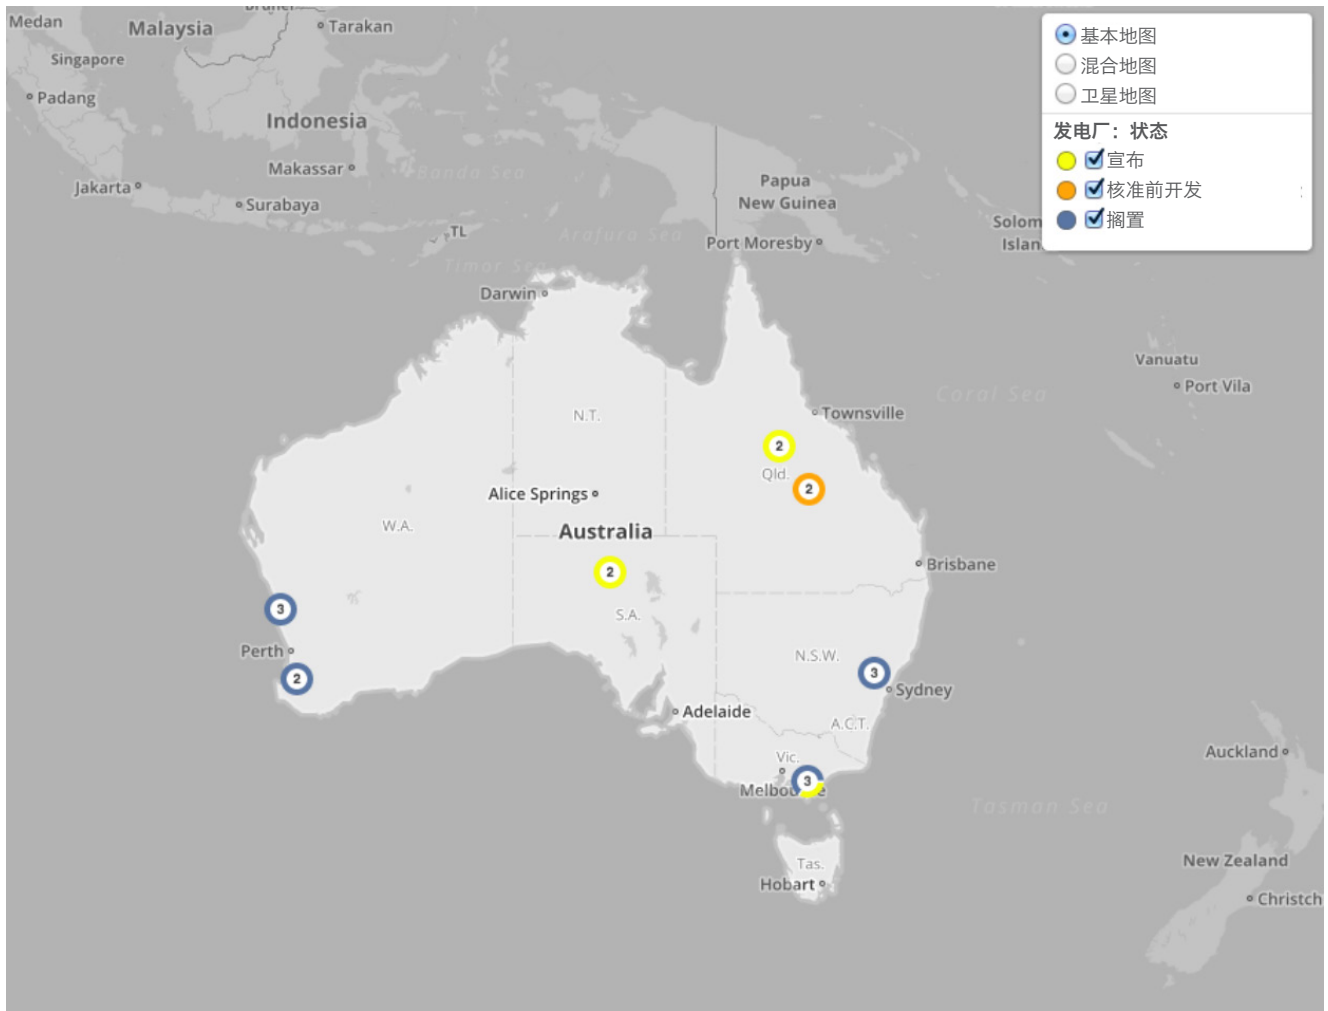 Medan
Malaysia
Brunei
Tarakan
Singapore
Padang
Indonesia
Makassar
Banda Sea
Jakarta
Surabaya
TL
Arafura Sea
Timor Sea
Papua
New Guinea
Port Moresby
Solom
Islan
基本地图
混合地图
卫星地图
发电厂：状态
宣布
核准前开发
搁置
Darwin
Vanuatu
Port Vila
Coral Sea
N.T.
Townsville
2
Qld.
2
Alice Springs
W.A.
Australia
2
Brisbane
3
S.A.
Perth
2
N.S.W.
3
Sydney
Adelaide
A.C.T.
Vic.
3
Melbourne
Auckland
Tasman Sea
Tas.
Hobart
New Zealand
Christch